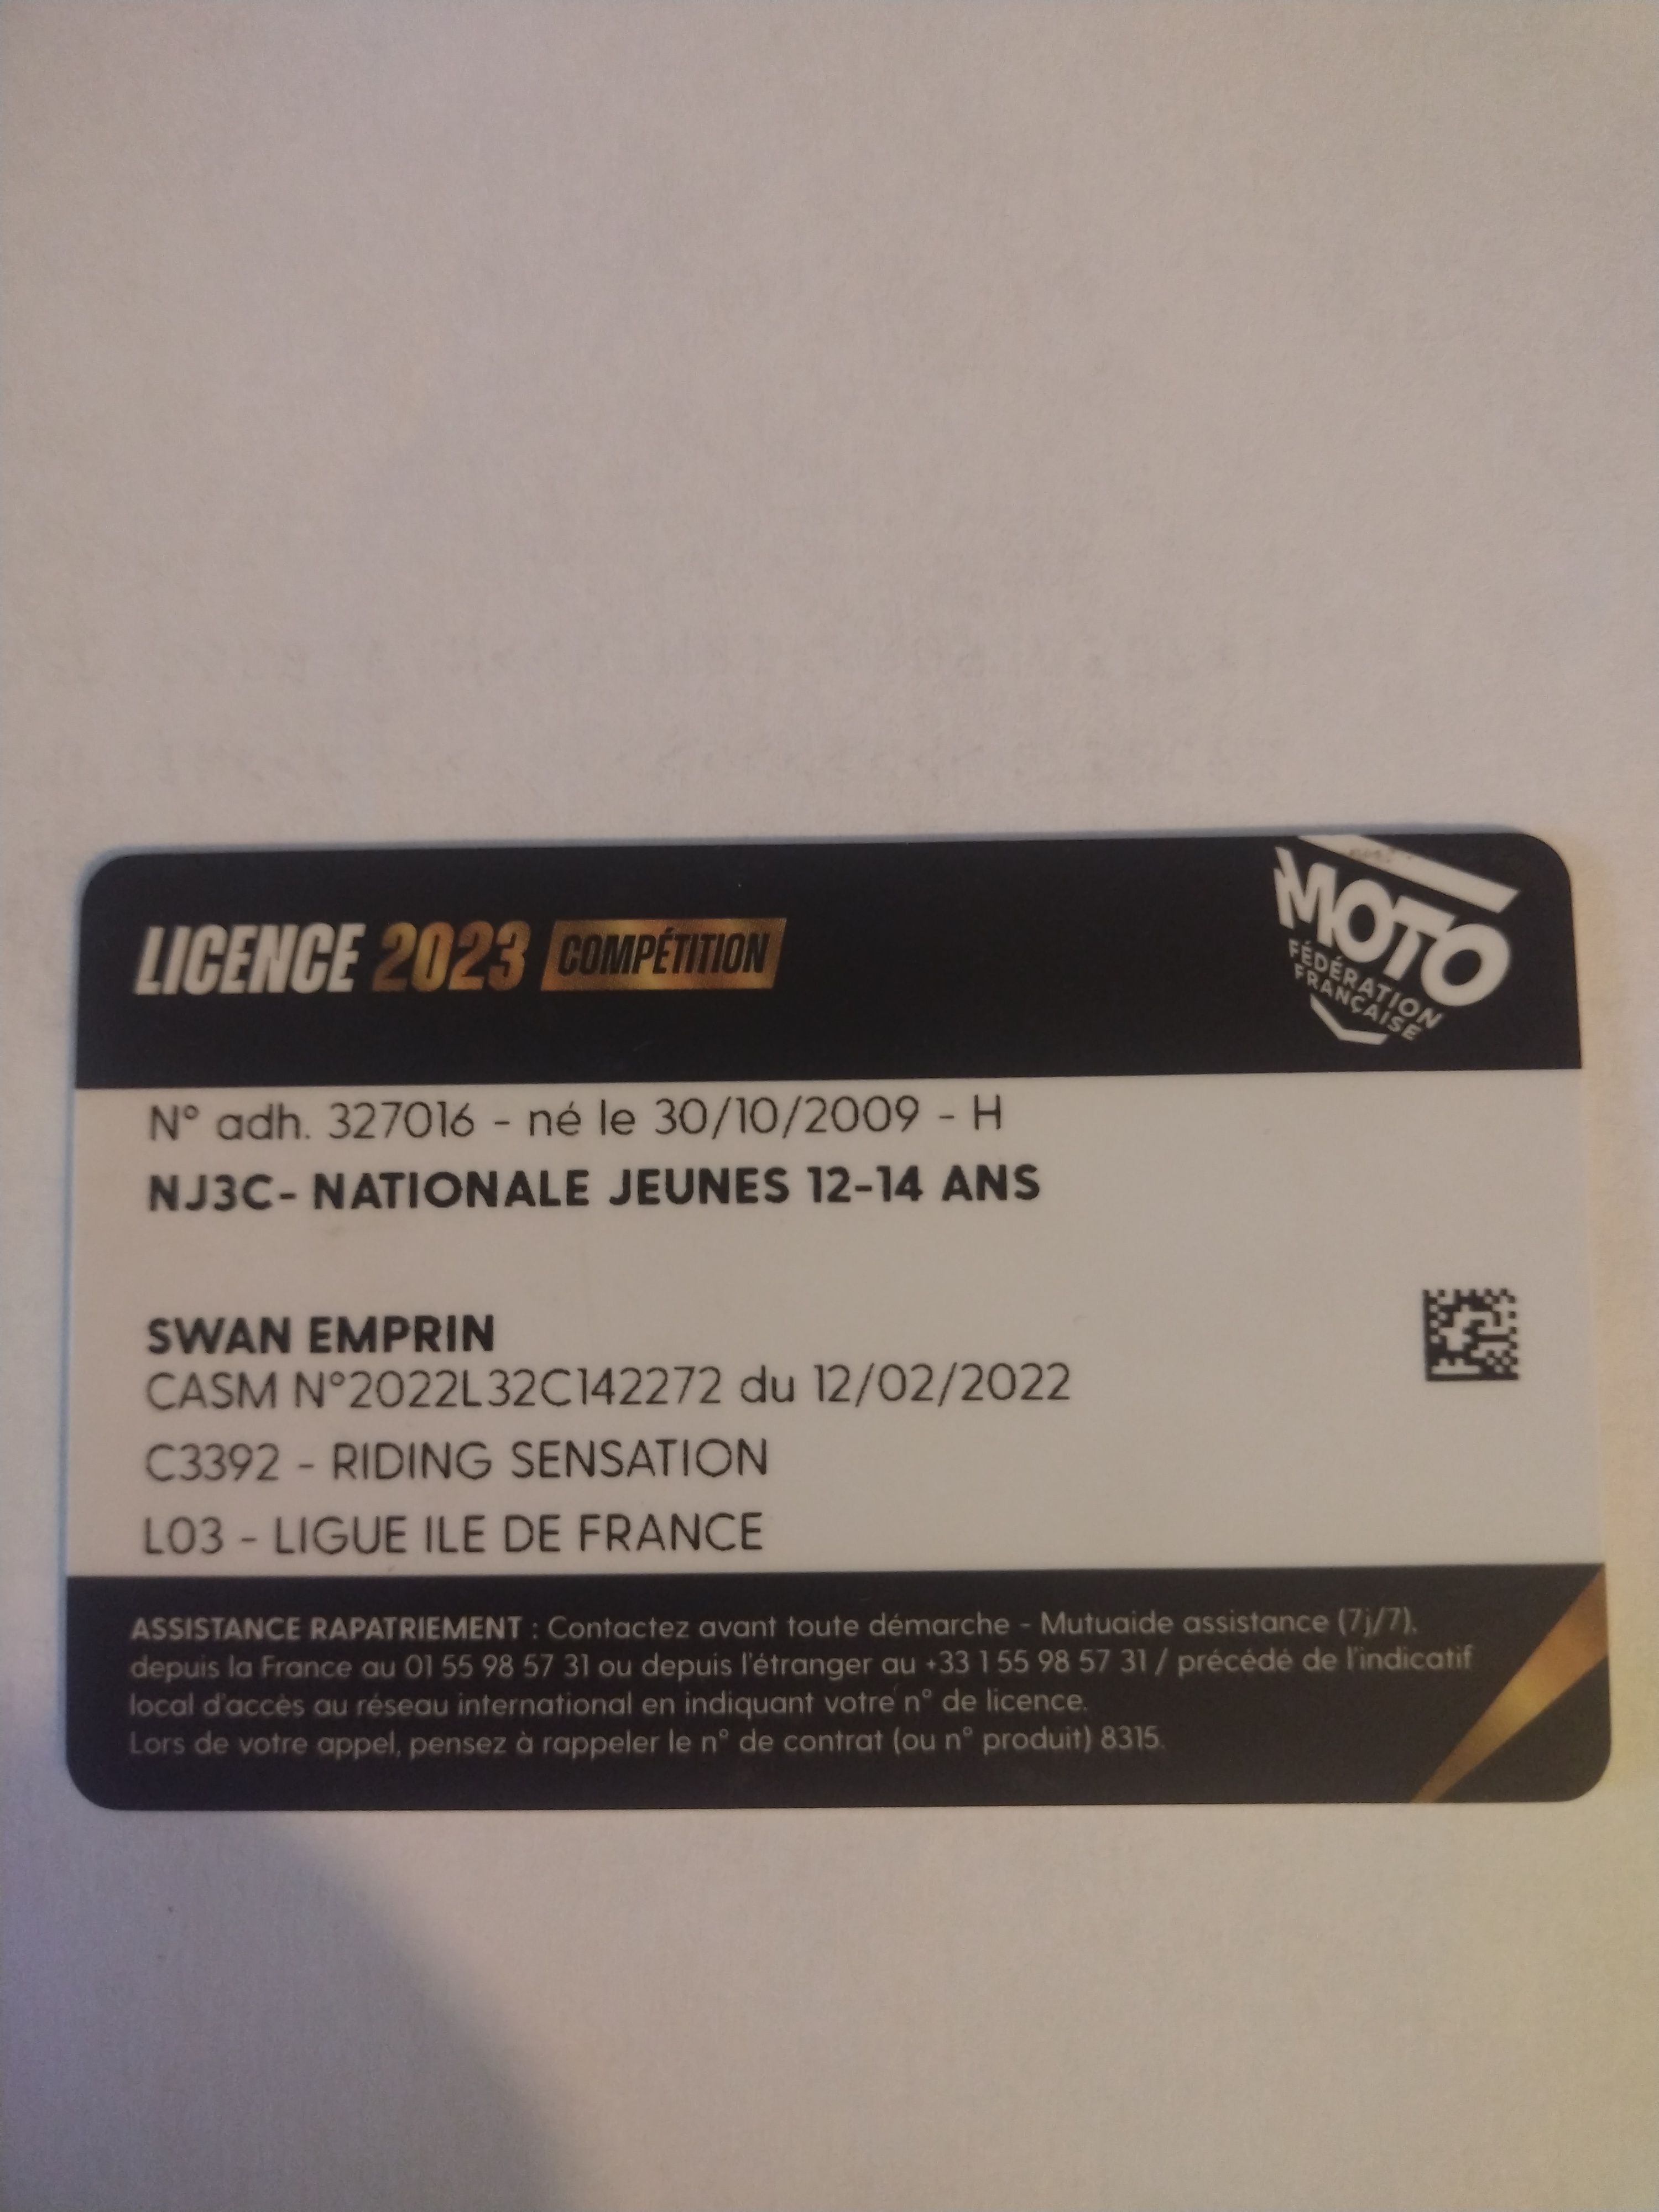 LICENCE 2023 COMPÉTITION
MOTO
FÉDÉRATION
FRANÇAISE
N° adh. 327016 - né le 30/10/2009 - H
NJ3C- NATIONALE JEUNES 12-14 ANS
SWAN EMPRIN
CASM N°2022L32C142272 du 12/02/2022
C3392 - RIDING SENSATION
L03 - LIGUE ILE DE FRANCE
ASSISTANCE RAPATRIEMENT : Contactez avant toute démarche - Mutuaide assistance (7j/7),
depuis la France au 01 55 98 57 31 ou depuis l'étranger au +33 1 55 98 57 31 / précédé de l'indicatif
local d'accès au réseau international en indiquant votre n° de licence.
Lors de votre appel, pensez à rappeler le n° de contrat (ou n° produit) 8315.